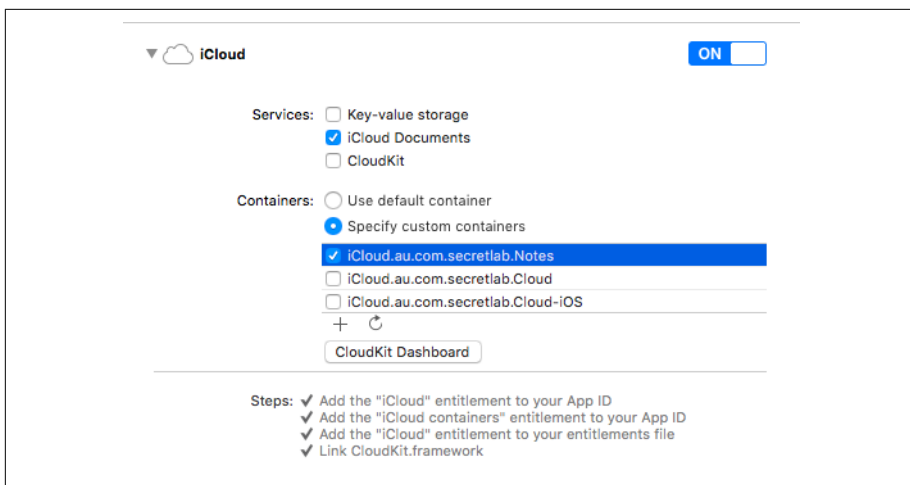 iCloud
ON
Services:
Key-value storage
iCloud Documents
CloudKit
Containers:
Use default container
Specify custom containers
iCloud.au.com.secretlab.Notes
iCloud.au.com.secretlab.Cloud
iCloud.au.com.secretlab.Cloud-iOS
CloudKit Dashboard
Steps: ✓ Add the "iCloud" entitlement to your App ID
✓ Add the "iCloud containers" entitlement to your App ID
✓ Add the "iCloud" entitlement to your entitlements file
✓ Link CloudKit.framework